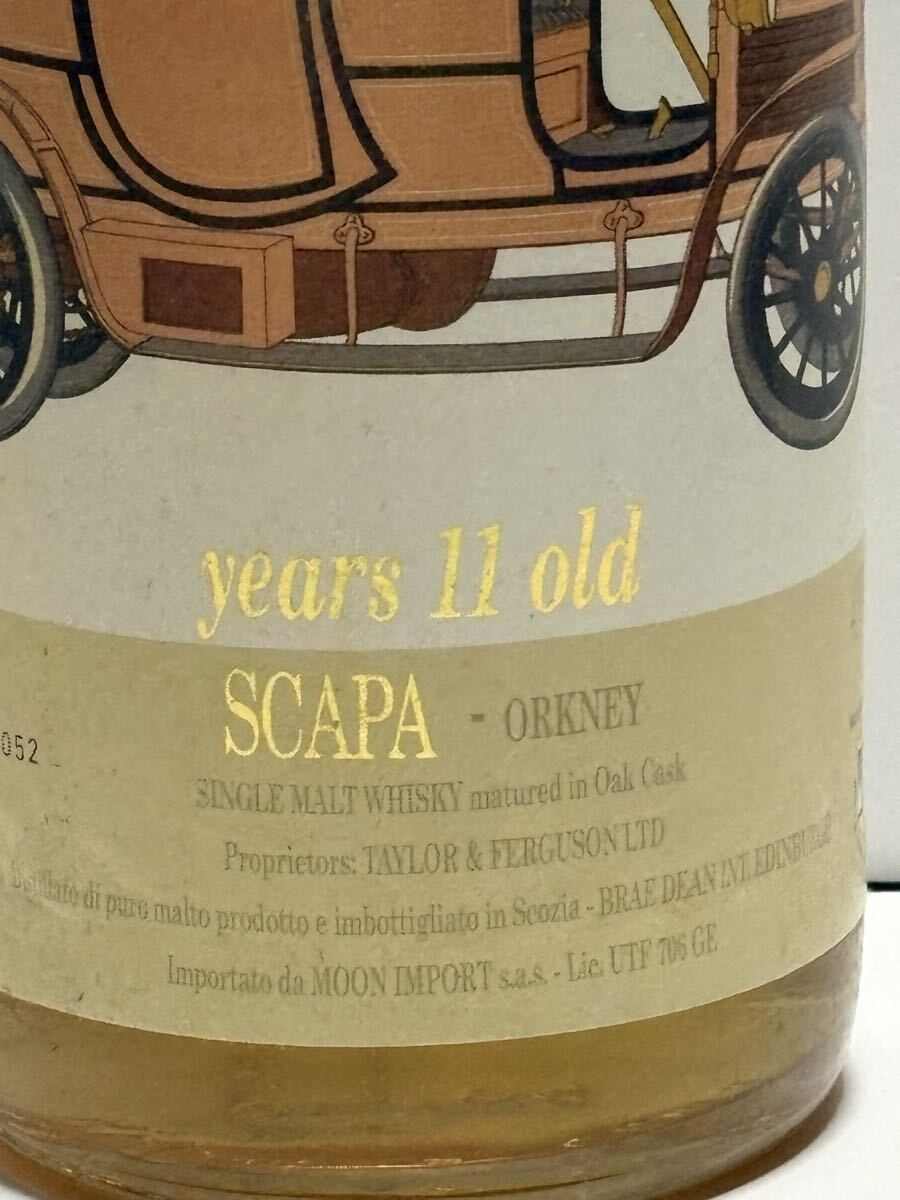 years 11 old
SCAPA - ORKNEY
052
SINGLE MALT WHISKY matured in Oak Cask
Proprietors: TAYLOR & FERGUSON LTD
Distillato di puro malto prodotto e imbottigliato in Scozia - BRAE DEAN INT. EDINBURGH
Importato da MOON IMPORT s.a.s. - Lic. UTF 706 GE